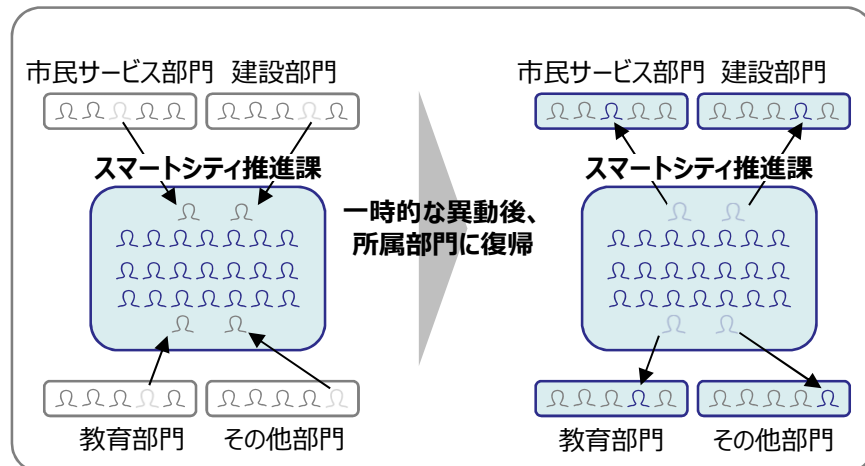 市民サービス部門 建設部門
スマートシティ推進課
教育部門 その他部門
一時的な異動後、
所属部門に復帰
市民サービス部門 建設部門
スマートシティ推進課
教育部門 その他部門